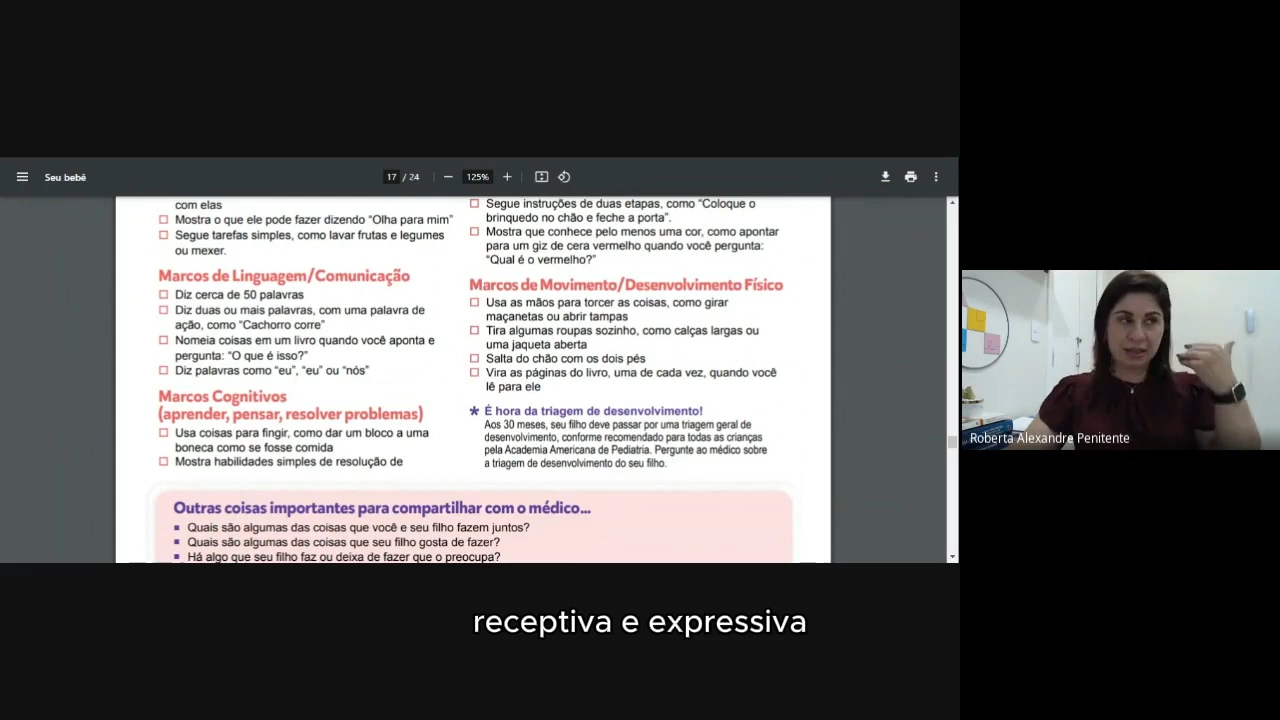 Seu bebê
17 / 24
125%
com elas
Mostra o que ele pode fazer dizendo “Olha para mim”
Segue tarefas simples, como lavar frutas e legumes
ou mexer.
Marcos de Linguagem/Comunicação
Diz cerca de 50 palavras
Diz duas ou mais palavras, com uma palavra de
ação, como “Cachorro corre”
Nomeia coisas em um livro quando você aponta e
pergunta: “O que é isso?”
Diz palavras como “eu”, “eu” ou “nós”
Marcos Cognitivos
(aprender, pensar, resolver problemas)
Usa coisas para fingir, como dar um bloco a uma
boneca como se fosse comida
Mostra habilidades simples de resolução de
Segue instruções de duas etapas, como “Coloque o
brinquedo no chão e feche a porta”.
Mostra que conhece pelo menos uma cor, como apontar
para um giz de cera vermelho quando você pergunta:
“Qual é o vermelho?”
Marcos de Movimento/Desenvolvimento Físico
Usa as mãos para torcer as coisas, como girar
maçanetas ou abrir tampas
Tira algumas roupas sozinho, como calças largas ou
uma jaqueta aberta
Salta do chão com os dois pés
Vira as páginas do livro, uma de cada vez, quando você
lê para ele
* É hora da triagem de desenvolvimento!
Aos 30 meses, seu filho deve passar por uma triagem geral de
desenvolvimento, conforme recomendado para todas as crianças
pela Academia Americana de Pediatria. Pergunte ao médico sobre
a triagem de desenvolvimento do seu filho.
Outras coisas importantes para compartilhar com o médico...
Quais são algumas das coisas que você e seu filho fazem juntos?
Quais são algumas das coisas que seu filho gosta de fazer?
Há algo que seu filho faz ou deixa de fazer que o preocupa?
Roberta Alexandre Penitente
receptiva e expressiva